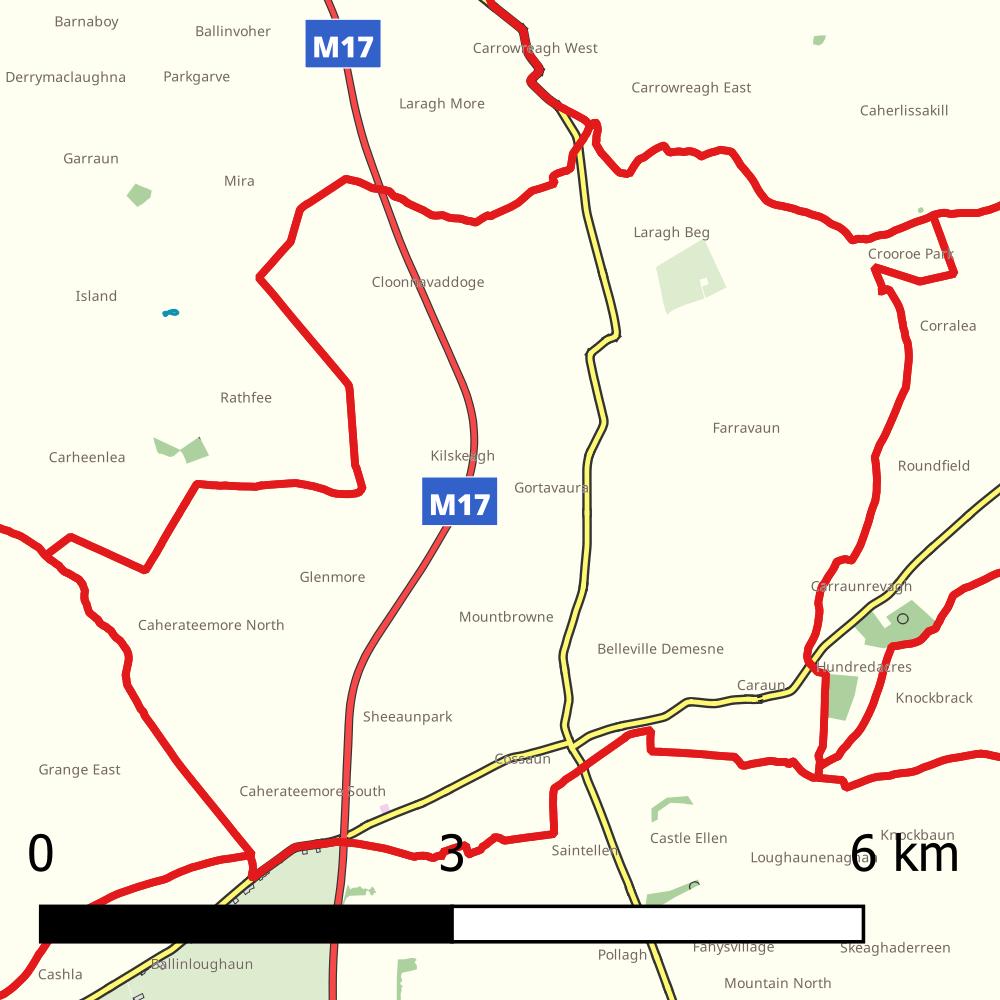 Barnaboy
Ballinvoher
M17
Carrowreagh West
Derrymaclaughna
Parkgarve
Carrowreagh East
Laragh More
Caherlissakill
Garraun
Mira
Laragh Beg
Crooroe Park
Cloonnavaddoge
Island
Corralea
Rathfee
Farravaun
Carheenlea
Kilskeagh
Roundfield
Gortavaura
M17
Glenmore
Carraunrevagh
Mountbrowne
Caherateemore North
Belleville Demesne
Hundredacres
Caraun
Knockbrack
Sheeaunpark
Cossaun
Grange East
Caherateemore South
Castle Ellen
Knockbaun
0 3 6 km
Saintellen
Loughaunenaghan
Pollagh
Fahysvillage
Skeaghaderreen
Ballinloughaun
Cashla
Mountain North